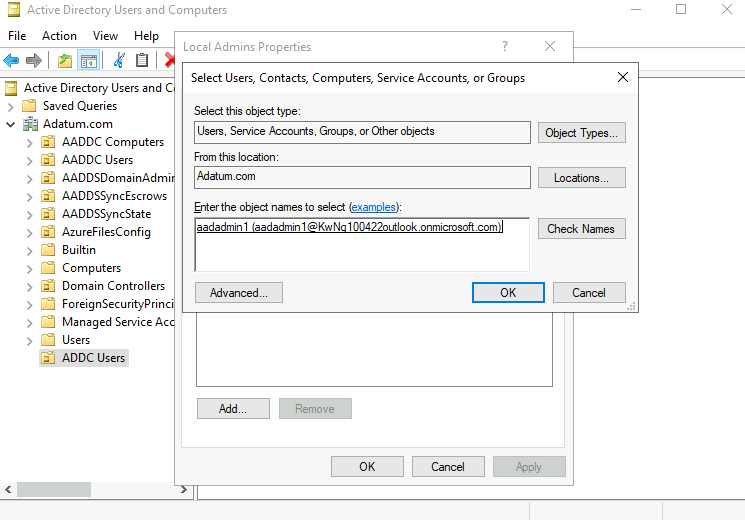 Active Directory Users and Computers
File Action View Help
Local Admins Properties
?
Select Users, Contacts, Computers, Service Accounts, or Groups
Select this object type:
Users, Service Accounts, Groups, or Other objects
Object Types...
From this location:
Adatum.com
Locations...
Enter the object names to select (examples):
aadadmin1 (aadadmin1@KwNg100422outlook.onmicrosoft.com)
Check Names
Advanced...
OK
Cancel
Active Directory Users and Co
Saved Queries
Adatum.com
AADDC Computers
AADDC Users
AADDSDomainAdmin
AADDSSyncEscrows
AADDSSyncState
AzureFilesConfig
Builtin
Computers
Domain Controllers
ForeignSecurityPrinci
Managed Service Acc
Users
ADDC Users
Add...
Remove
OK
Cancel
Apply